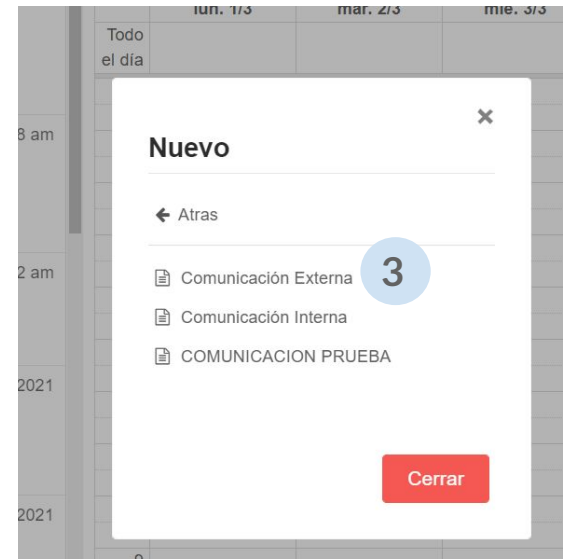 lun. 1/3 mar. 2/3 mié. 3/3
Todo
el día
8 am
×
Nuevo
Atras
2 am
Comunicación Externa 3
Comunicación Interna
COMUNICACION PRUEBA
2021
Cerrar
2021